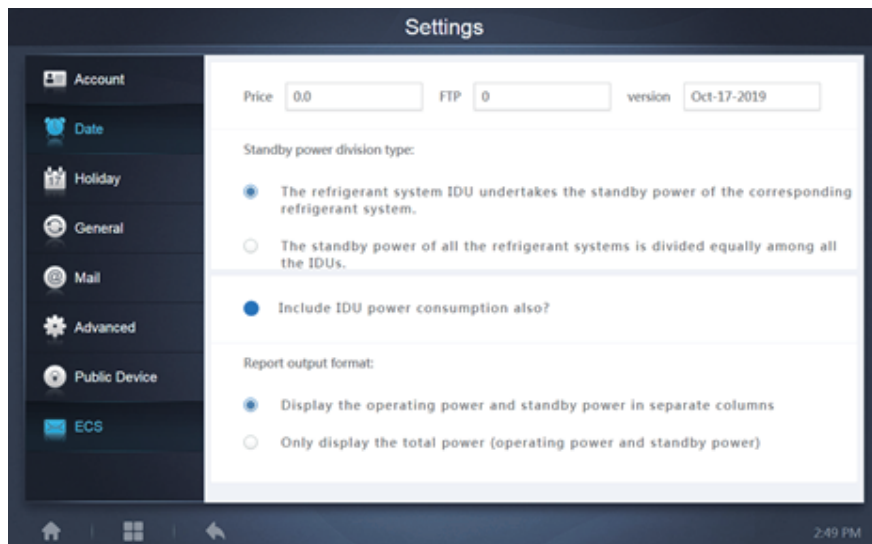 Settings
Account
Date
Holiday
General
Mail
Advanced
Public Device
ECS
Price 0.0 FTP 0 version Oct-17-2019
Standby power division type:
The refrigerant system IDU undertakes the standby power of the corresponding
refrigerant system.
The standby power of all the refrigerant systems is divided equally among all
the IDUs.
Include IDU power consumption also?
Report output format:
Display the operating power and standby power in separate columns
Only display the total power (operating power and standby power)
2:49 PM